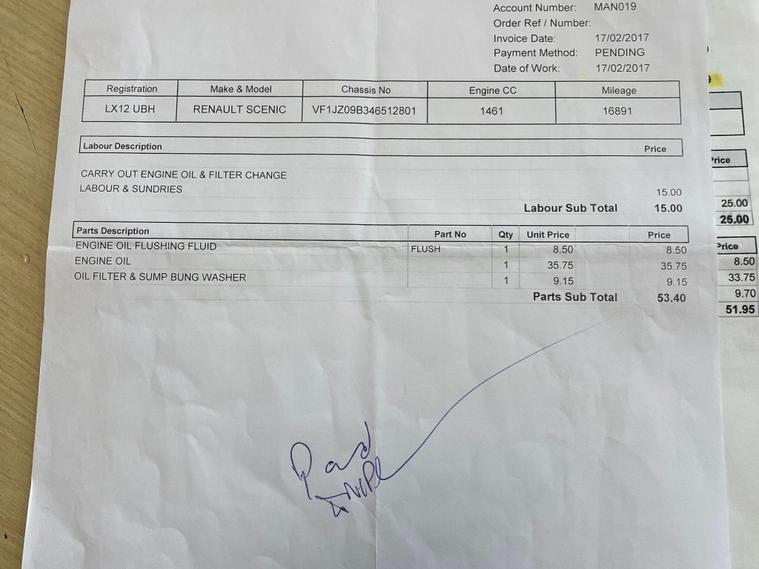 Account Number: MAN019
Order Ref / Number:
Invoice Date: 17/02/2017
Payment Method: PENDING
Date of Work: 17/02/2017
Registration Make & Model Chassis No Engine CC Mileage
LX12 UBH RENAULT SCENIC VF1JZ09B346512801 1461 16891
Labour Description Price
CARRY OUT ENGINE OIL & FILTER CHANGE
LABOUR & SUNDRIES 15.00
Labour Sub Total 15.00
Parts Description Part No Qty Unit Price Price
ENGINE OIL FLUSHING FLUID FLUSH 1 8.50 8.50
ENGINE OIL 1 35.75 35.75
OIL FILTER & SUMP BUNG WASHER 1 9.15 9.15
Parts Sub Total 53.40
Price
25.00
25.00
Price
8.50
33.75
9.70
51.95
Paid